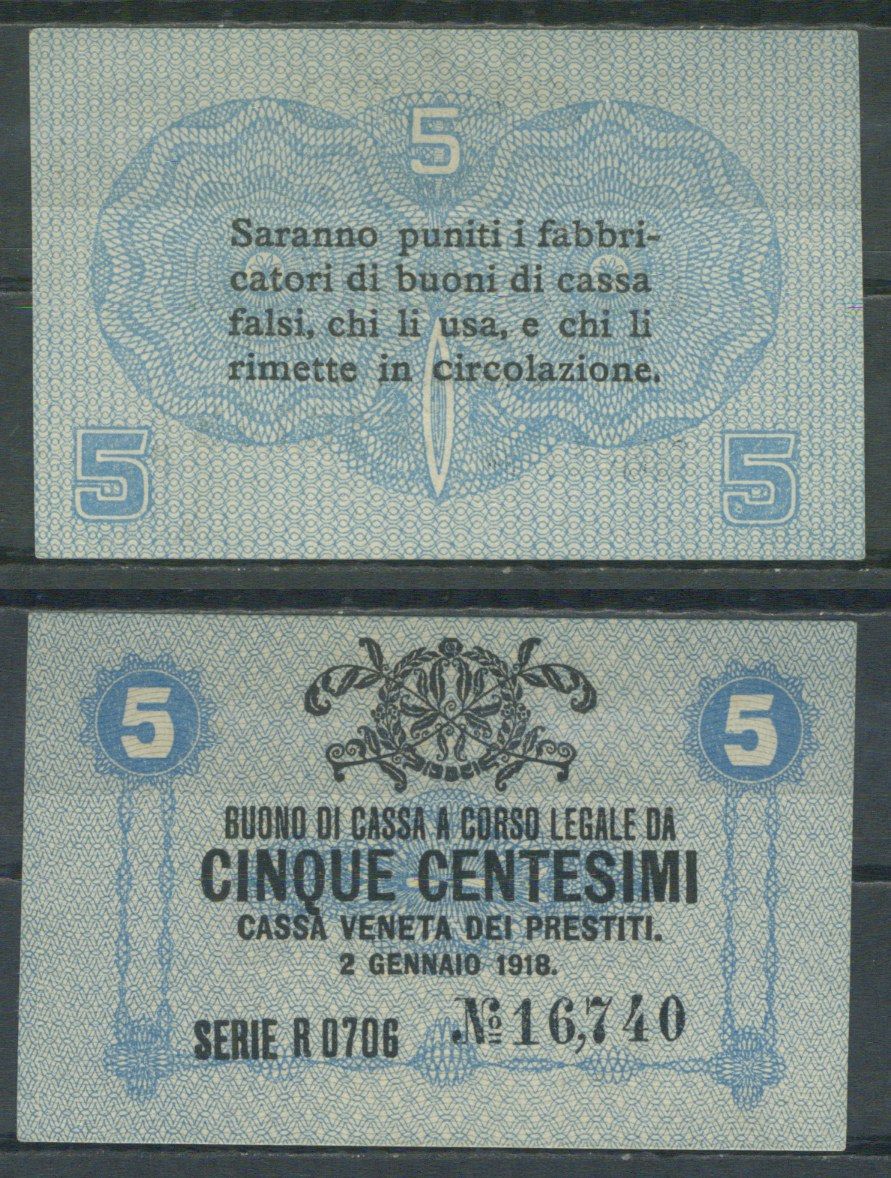 5
Saranno puniti i fabbri-
catori di buoni di cassa
falsi, chi li usa, e chi li
rimette in circolazione.
5 5
5 5
BUONO DI CASSA A CORSO LEGALE DA
CINQUE CENTESIMI
CASSA VENETA DEI PRESTITI.
2 GENNAIO 1918.
SERIE R 0706 No 16,740